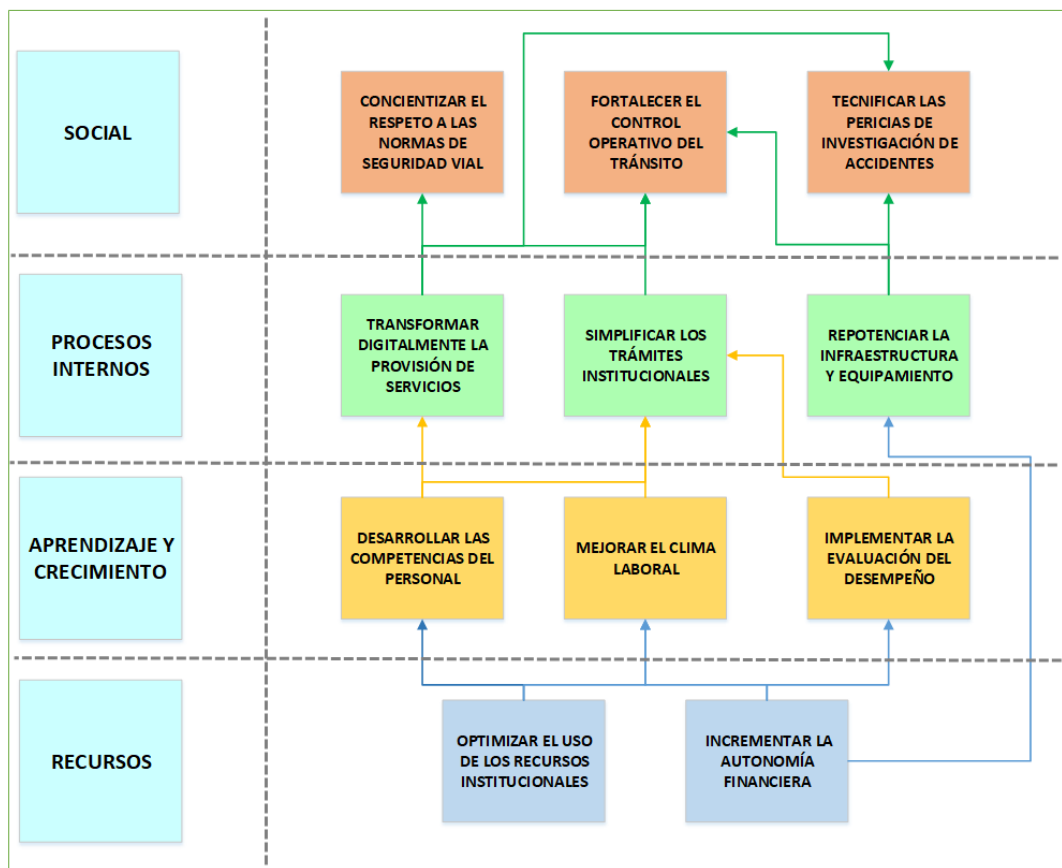 SOCIAL
CONCIENTIZAR EL
RESPETO A LAS
NORMAS DE
SEGURIDAD VIAL
FORTALECER EL
CONTROL
OPERATIVO DEL
TRÁNSITO
TECNIFICAR LAS
PERICIAS DE
INVESTIGACIÓN DE
ACCIDENTES
PROCESOS
INTERNOS
TRANSFORMAR
DIGITALMENTE LA
PROVISIÓN DE
SERVICIOS
SIMPLIFICAR LOS
TRÁMITES
INSTITUCIONALES
REPOTENCIAR LA
INFRAESTRUCTURA
Y EQUIPAMIENTO
APRENDIZAJE Y
CRECIMIENTO
DESARROLLAR LAS
COMPETENCIAS DEL
PERSONAL
MEJORAR EL CLIMA
LABORAL
IMPLEMENTAR LA
EVALUACIÓN DEL
DESEMPEÑO
RECURSOS
OPTIMIZAR EL USO
DE LOS RECURSOS
INSTITUCIONALES
INCREMENTAR LA
AUTONOMÍA
FINANCIERA